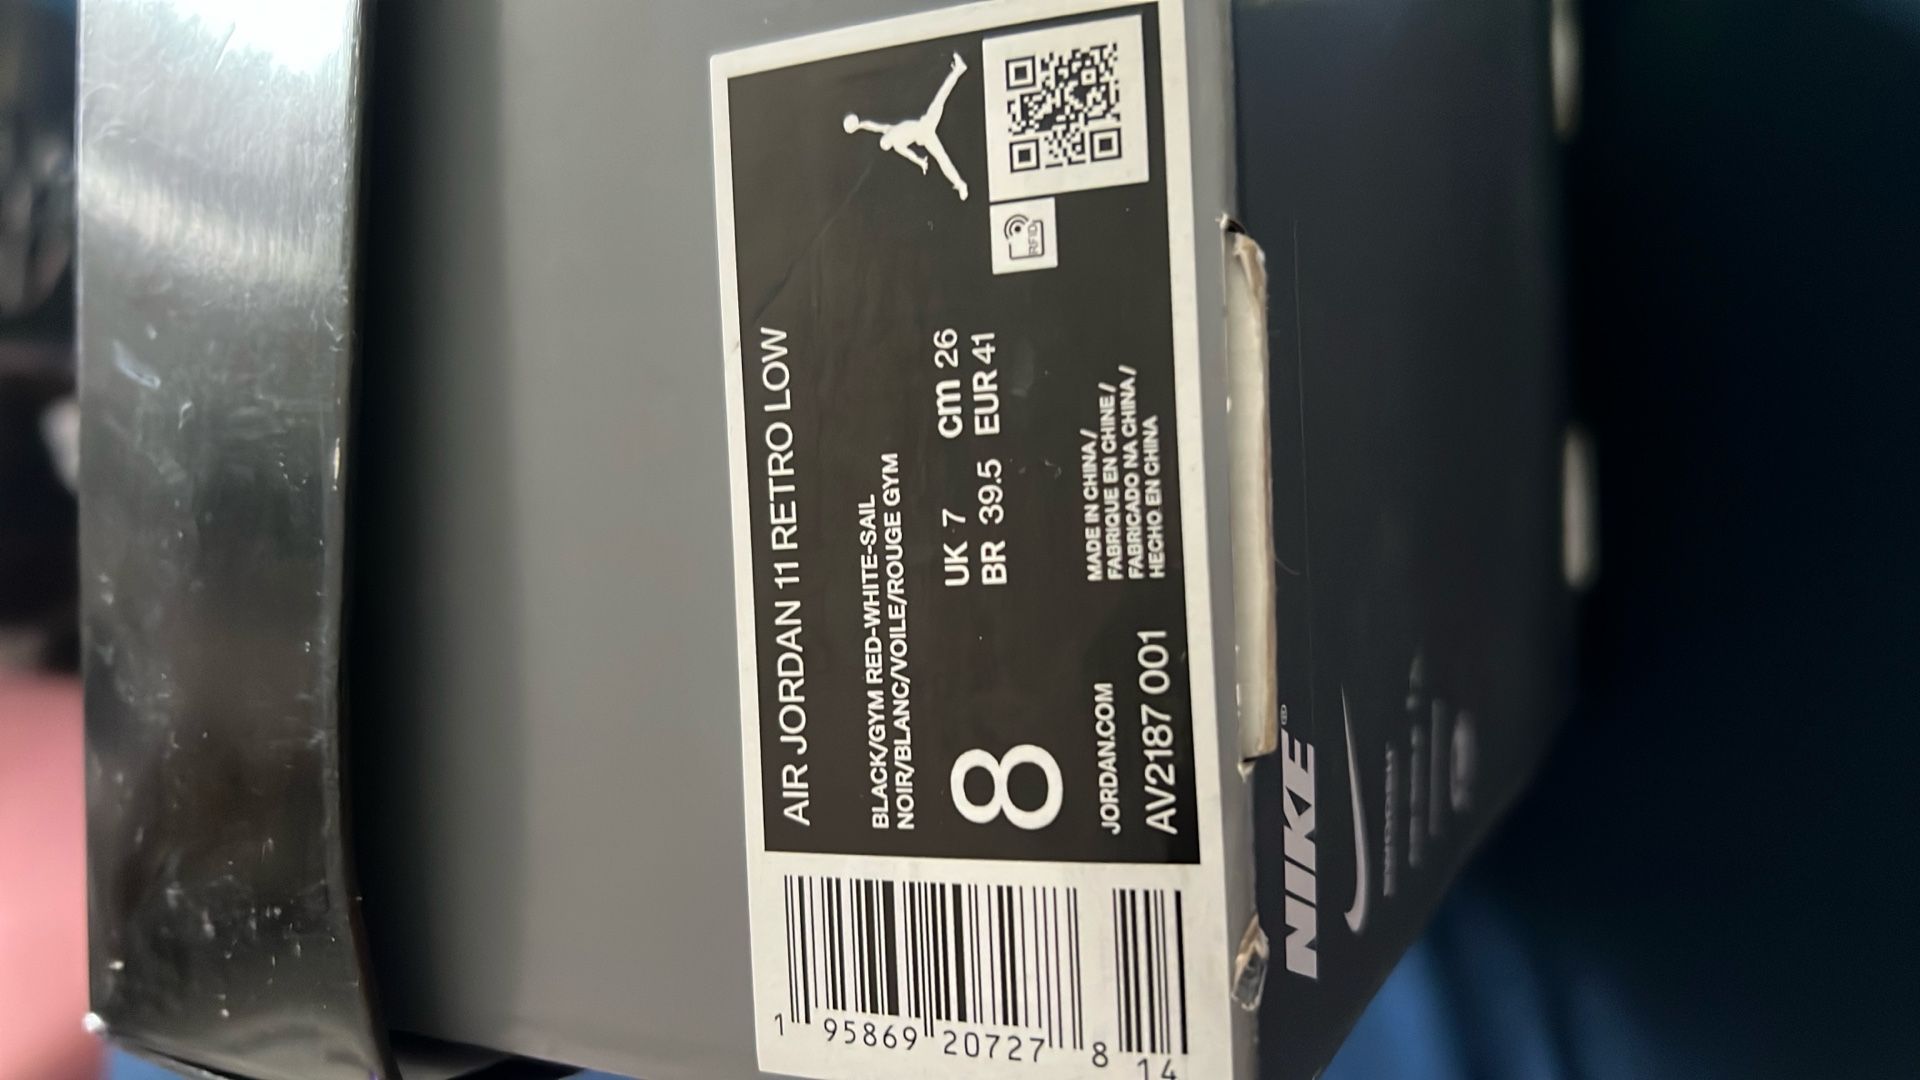 AIR JORDAN 11 RETRO LOW
BLACK/GYM RED-WHITE-SAIL
NOIR/BLANC/VOILE/ROUGE GYM
8
UK 7 cm 26
BR 39.5 EUR 41
MADE IN CHINA/
FABRIQUE EN CHINE/
FABRICADO NA CHINA/
HECHO EN CHINA
JORDAN.COM
AV2187 001
RFID
1 95869 20727 8
14
NIKE®